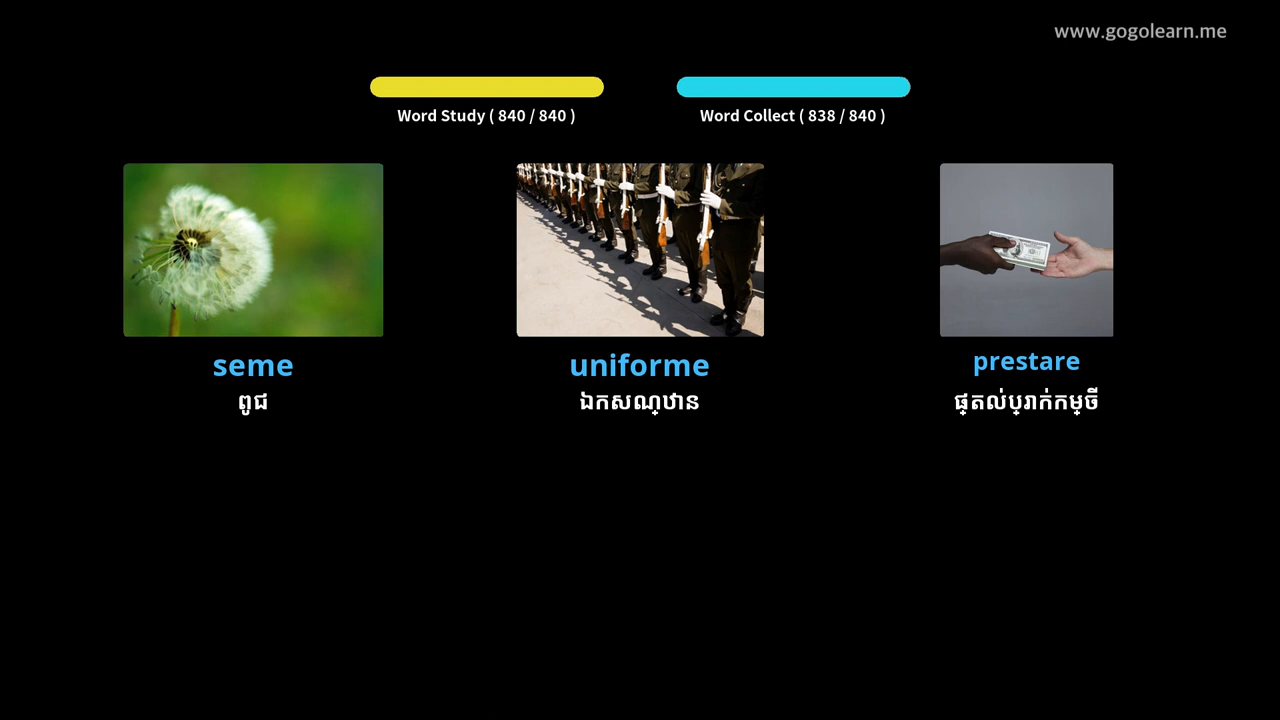 www.gogolearn.me
Word Study ( 840 / 840 )
Word Collect ( 838 / 840 )
seme
uniforme
prestare
ពូជ
ឯកសណ្ឋាន
ផ្តល់ប្រាក់កម្ចី